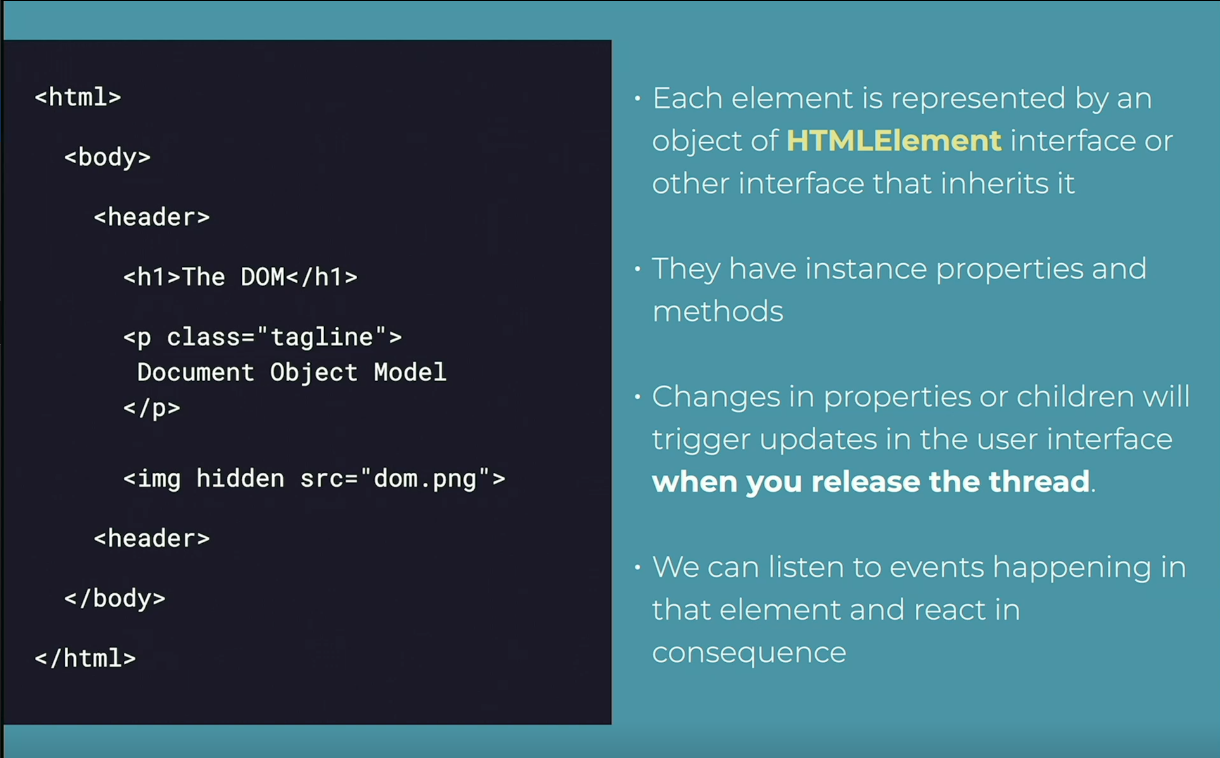 <html>
<body>
<header>
<h1>The DOM</h1>
<p class="tagline">
Document Object Model
</p>
<img hidden src="dom.png">
<header>
</body>
</html>
• Each element is represented by an
object of HTMLElement interface or
other interface that inherits it
• They have instance properties and
methods
• Changes in properties or children will
trigger updates in the user interface
when you release the thread.
• We can listen to events happening in
that element and react in
consequence